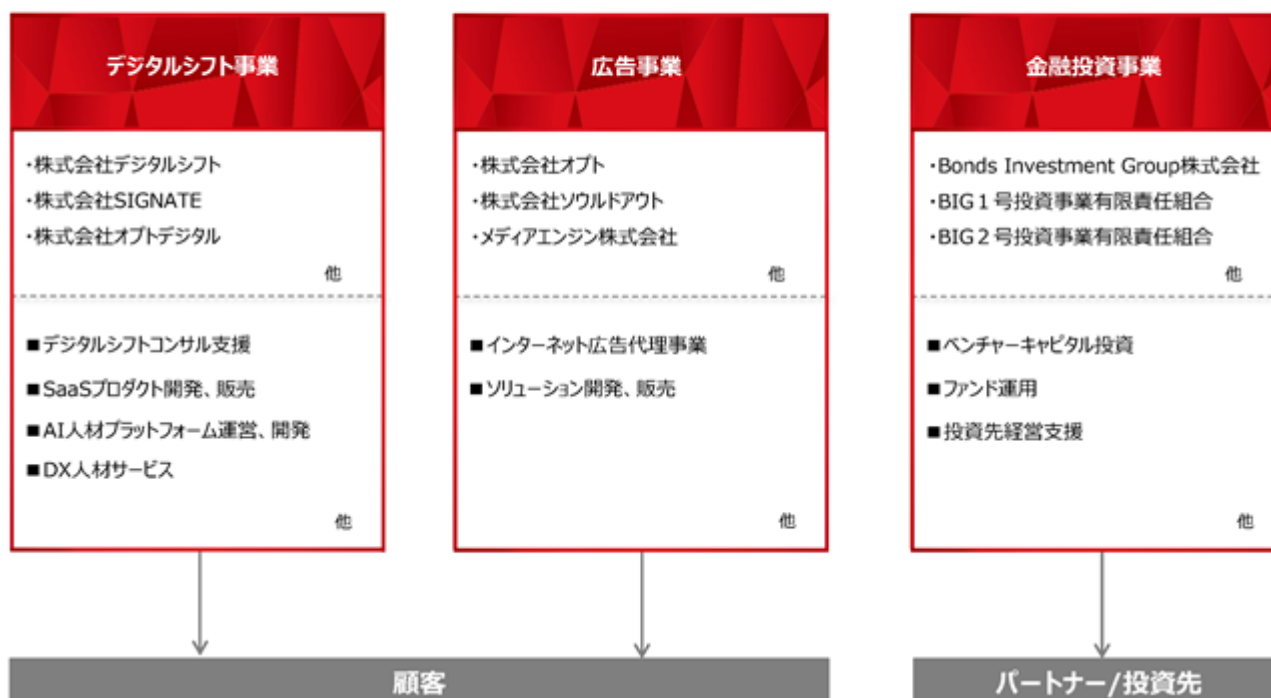 デジタルシフト事業
・株式会社デジタルシフト
・株式会社SIGNATE
・株式会社オプトデジタル
他
■デジタルシフトコンサル支援
■SaaSプロダクト開発、販売
■AI人材プラットフォーム運営、開発
■DX人材サービス
他
広告事業
・株式会社オプト
・株式会社ソウルドアウト
・メディアエンジン株式会社
他
■インターネット広告代理事業
■ソリューション開発、販売
他
金融投資事業
・Bonds Investment Group株式会社
・BIG１号投資事業有限責任組合
・BIG２号投資事業有限責任組合
他
■ベンチャーキャピタル投資
■ファンド運用
■投資先経営支援
他
顧客
パートナー/投資先